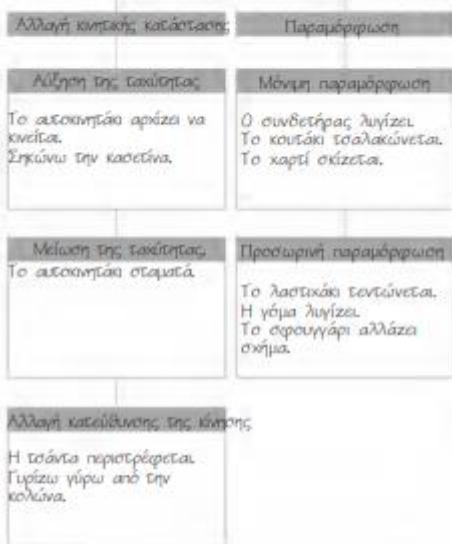 Αλλαγή κινητικής κατάστασης
Αύξηση της ταχύτητας
Το αυτοκινητάκι αρχίζει να
κινείται.
Σηκώνω την κασετίνα.
Μείωση της ταχύτητας
Το αυτοκινητάκι σταματά.
Αλλαγή κατεύθυνσης της κίνησης
Η τσάντα περιστρέφεται.
Γυρίζω γύρω από την
κολώνα.
Παραμόρφωση
Μόνιμη παραμόρφωση
Ο συνδετήρας λυγίζει.
Το κουτάκι τσαλακώνεται.
Το χαρτί σκίζεται.
Προσωρινή παραμόρφωση
Το λαστιχάκι τεντώνεται.
Η γόμα λυγίζει.
Το σφουγγάρι αλλάζει
σχήμα.